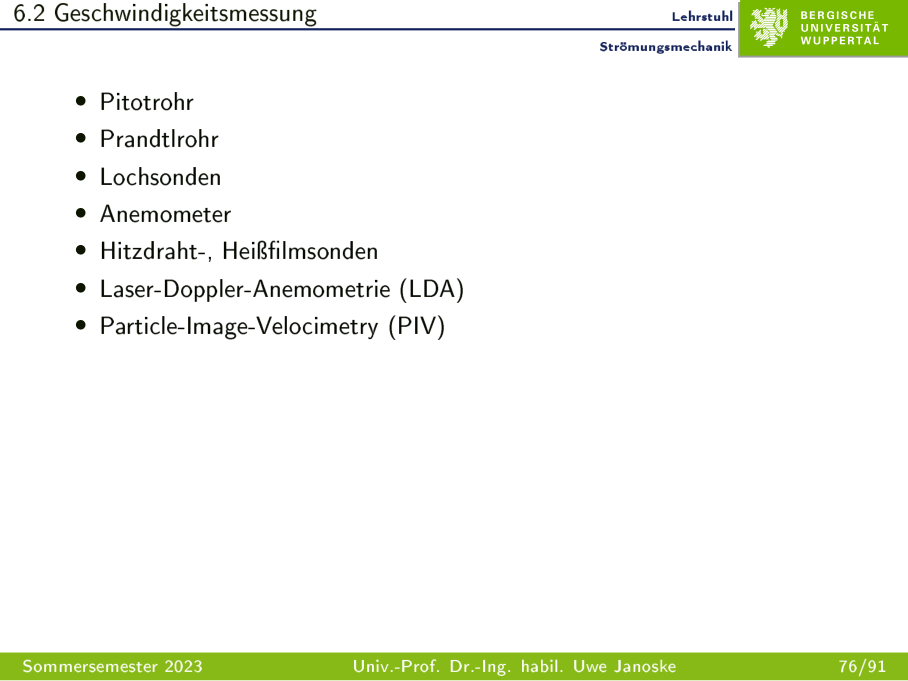 6.2 Geschwindigkeitsmessung
Lehrstuhl
Strömungsmechanik
BERGISCHE
UNIVERSITÄT
WUPPERTAL
• Pitotrohr
• Prandtlrohr
• Lochsonden
• Anemometer
• Hitzdraht-, Heißfilmsonden
• Laser-Doppler-Anemometrie (LDA)
• Particle-Image-Velocimetry (PIV)
Sommersemester 2023 Univ.-Prof. Dr.-Ing. habil. Uwe Janoske 76/91